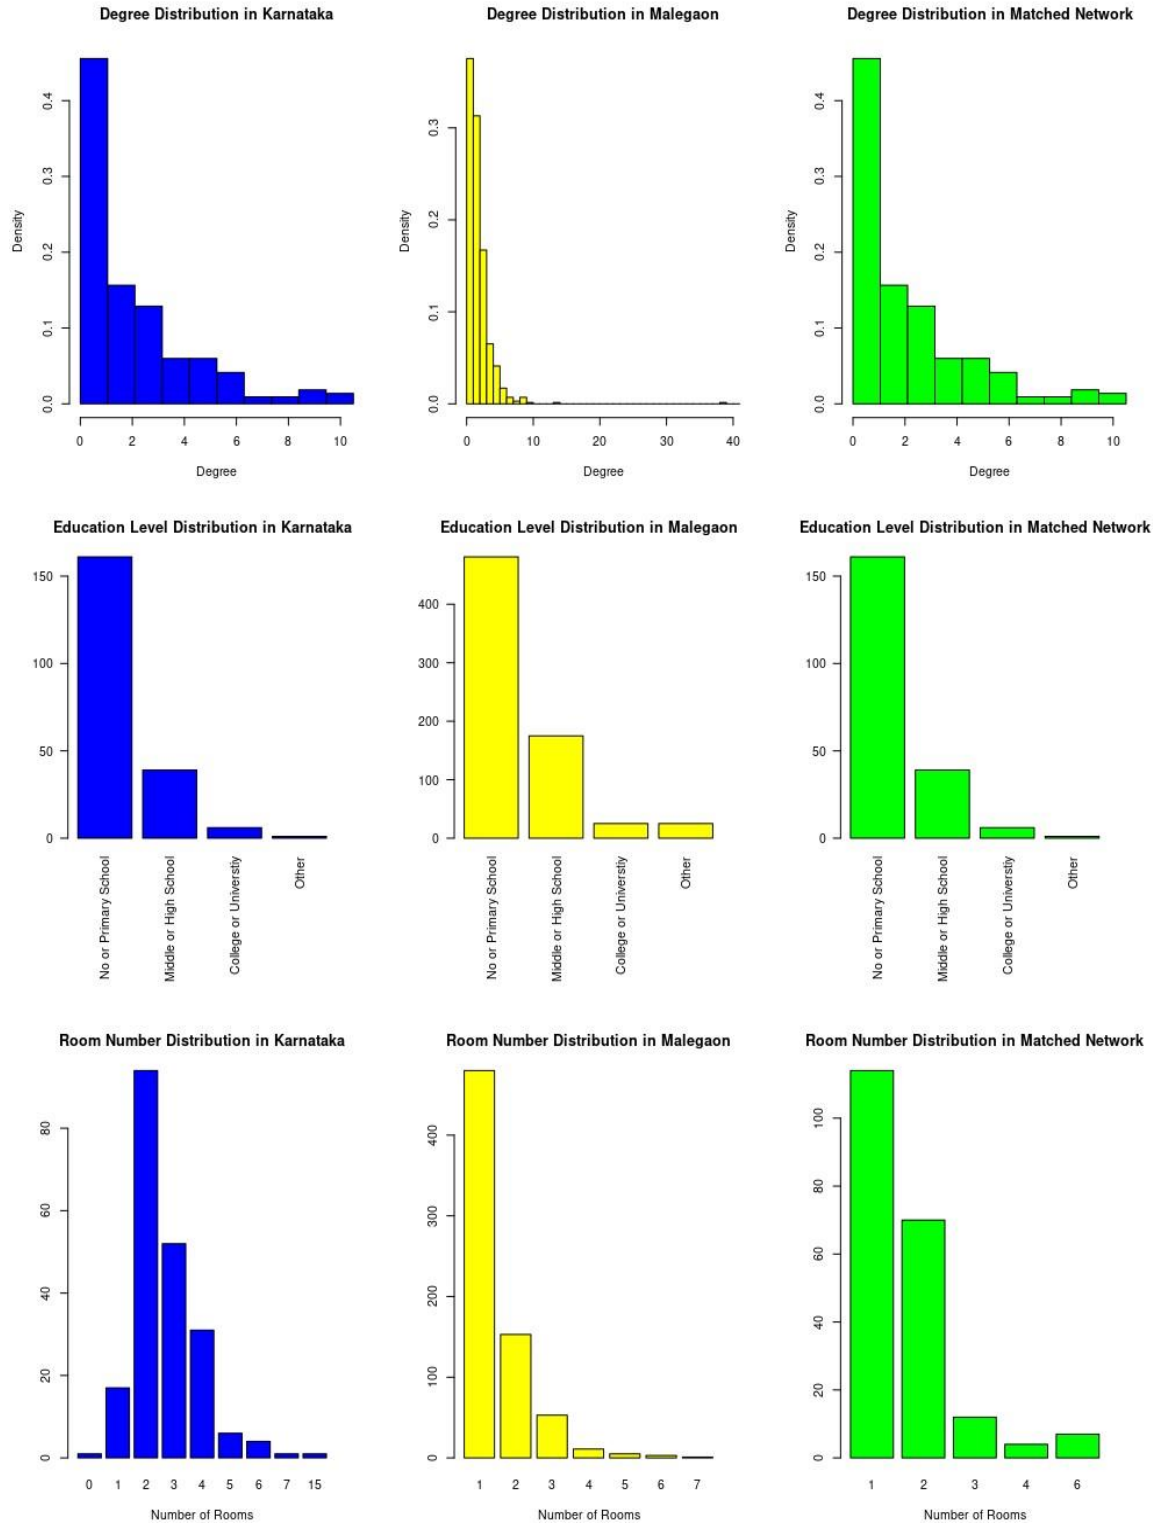 Degree Distribution in Karnataka
Degree Distribution in Malegaon
Degree Distribution in Matched Network
Density
0.0
0.1
0.2
0.3
0.4
0
2
4
6
8
10
Degree
Density
0.0
0.1
0.2
0.3
0
10
20
30
40
Degree
Density
0.0
0.1
0.2
0.3
0.4
0
2
4
6
8
10
Degree
Education Level Distribution in Karnataka
Education Level Distribution in Malegaon
Education Level Distribution in Matched Network
150
100
50
0
No or Primary School
Middle or High School
College or Universtiy
Other
400
300
200
100
0
No or Primary School
Middle or High School
College or Universtiy
Other
150
100
50
0
No or Primary School
Middle or High School
College or Universtiy
Other
Room Number Distribution in Karnataka
Room Number Distribution in Malegaon
Room Number Distribution in Matched Network
0
20
40
60
80
0 1 2 3 4 5 6 7 15
Number of Rooms
0
100
200
300
400
1 2 3 4 5 6 7
Number of Rooms
0
20
40
60
80
100
1 2 3 4 6
Number of Rooms